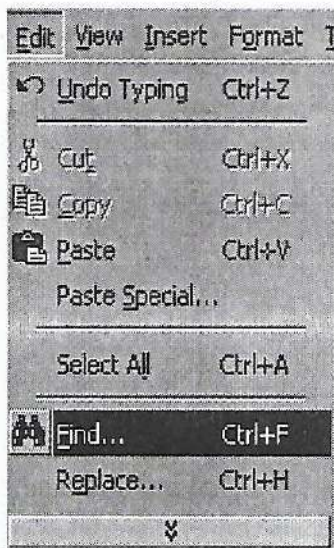 Edit View Insert Format T
Undo Typing Ctrl+Z
Cut Ctrl+X
Copy Ctrl+C
Paste Ctrl+V
Paste Special...
Select All Ctrl+A
Find... Ctrl+F
Replace... Ctrl+H